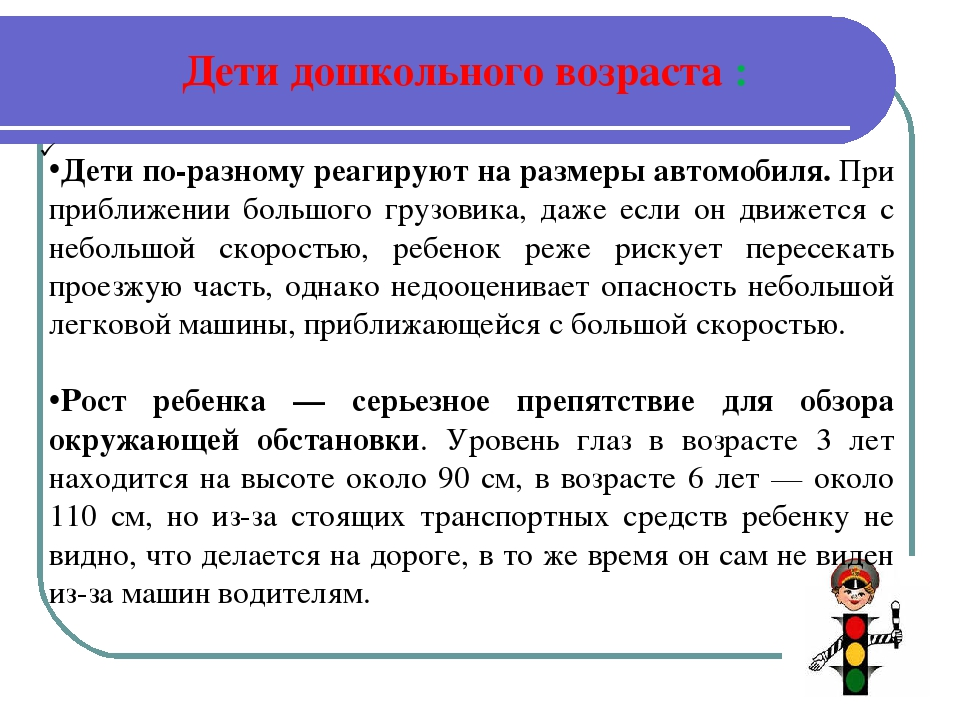 Дети дошкольного возраста :
•Дети по-разному реагируют на размеры автомобиля. При
приближении большого грузовика, даже если он движется с
небольшой скоростью, ребенок реже рискует пересекать
проезжую часть, однако недооценивает опасность небольшой
легковой машины, приближающейся с большой скоростью.
•Рост ребенка — серьезное препятствие для обзора
окружающей обстановки. Уровень глаз в возрасте 3 лет
находится на высоте около 90 см, в возрасте 6 лет — около
110 см, но из-за стоящих транспортных средств ребенку не
видно, что делается на дороге, в то же время он сам не виден
из-за машин водителям.